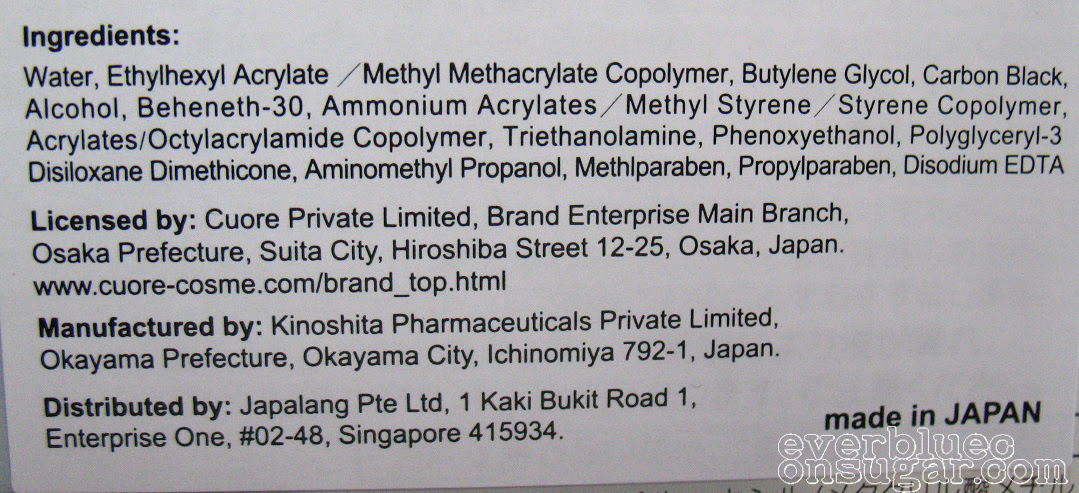 Ingredients:
Water, Ethylhexyl Acrylate ／Methyl Methacrylate Copolymer, Butylene Glycol, Carbon Black,
Alcohol, Beheneth-30, Ammonium Acrylates／Methyl Styrene／Styrene Copolymer,
Acrylates/Octylacrylamide Copolymer, Triethanolamine, Phenoxyethanol, Polyglyceryl-3
Disiloxane Dimethicone, Aminomethyl Propanol, Methlparaben, Propylparaben, Disodium EDTA
Licensed by: Cuore Private Limited, Brand Enterprise Main Branch,
Osaka Prefecture, Suita City, Hiroshiba Street 12-25, Osaka, Japan.
www.cuore-cosme.com/brand_top.html
Manufactured by: Kinoshita Pharmaceuticals Private Limited,
Okayama Prefecture, Okayama City, Ichinomiya 792-1, Japan.
Distributed by: Japalang Pte Ltd, 1 Kaki Bukit Road 1,
Enterprise One, #02-48, Singapore 415934.
made in JAPAN
everbluec
onsugar.com